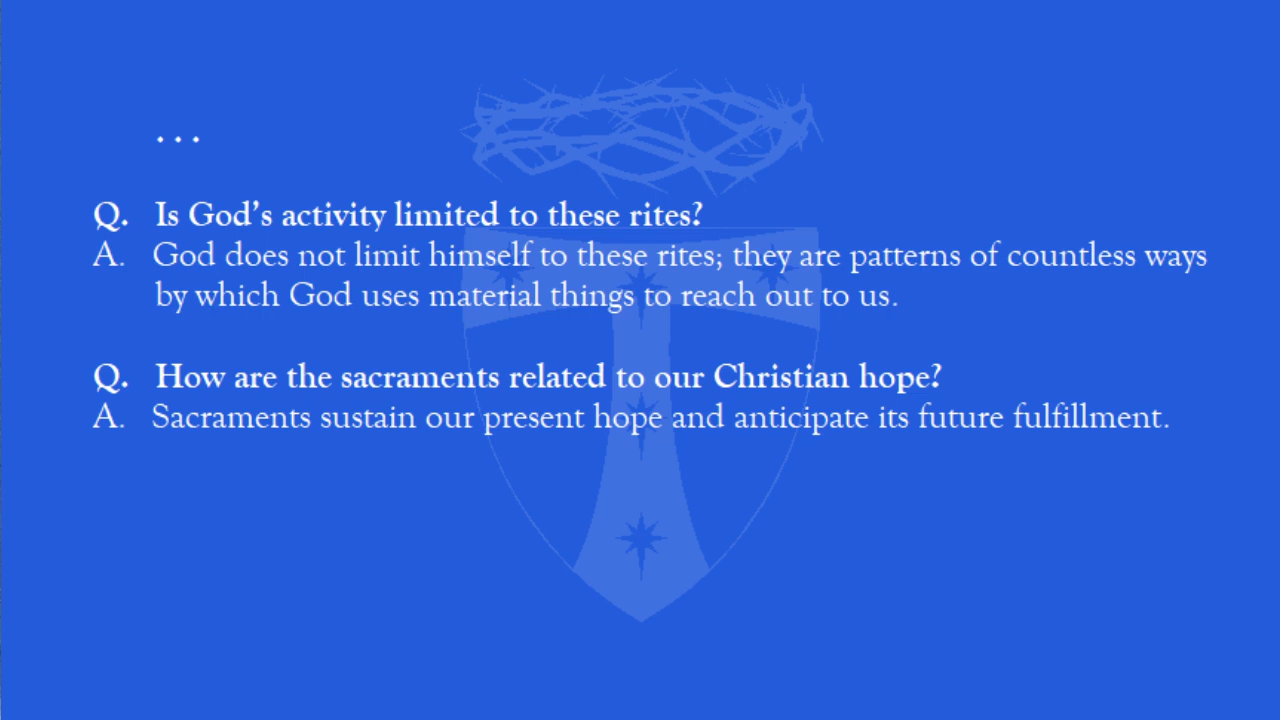 . . .
Q. Is God’s activity limited to these rites?
A. God does not limit himself to these rites; they are patterns of countless ways
by which God uses material things to reach out to us.
Q. How are the sacraments related to our Christian hope?
A. Sacraments sustain our present hope and anticipate its future fulfillment.